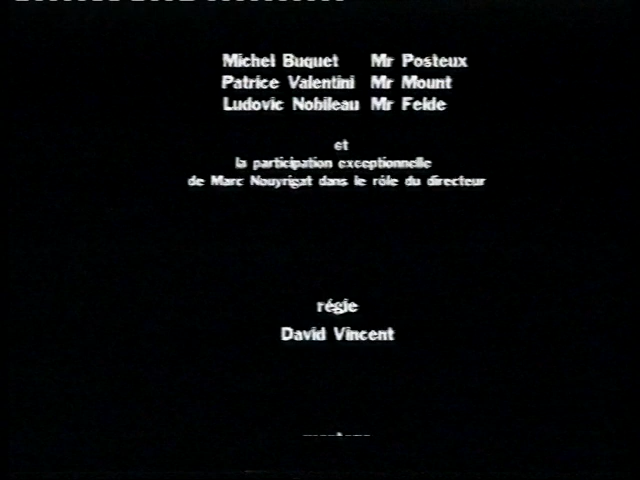 Michel Buquet Mr Posteux
Patrice Valentini Mr Mount
Ludovic Nobileau Mr Felde
et
la participation exceptionnelle
de Marc Nouyrigat dans le rôle du directeur
régie
David Vincent